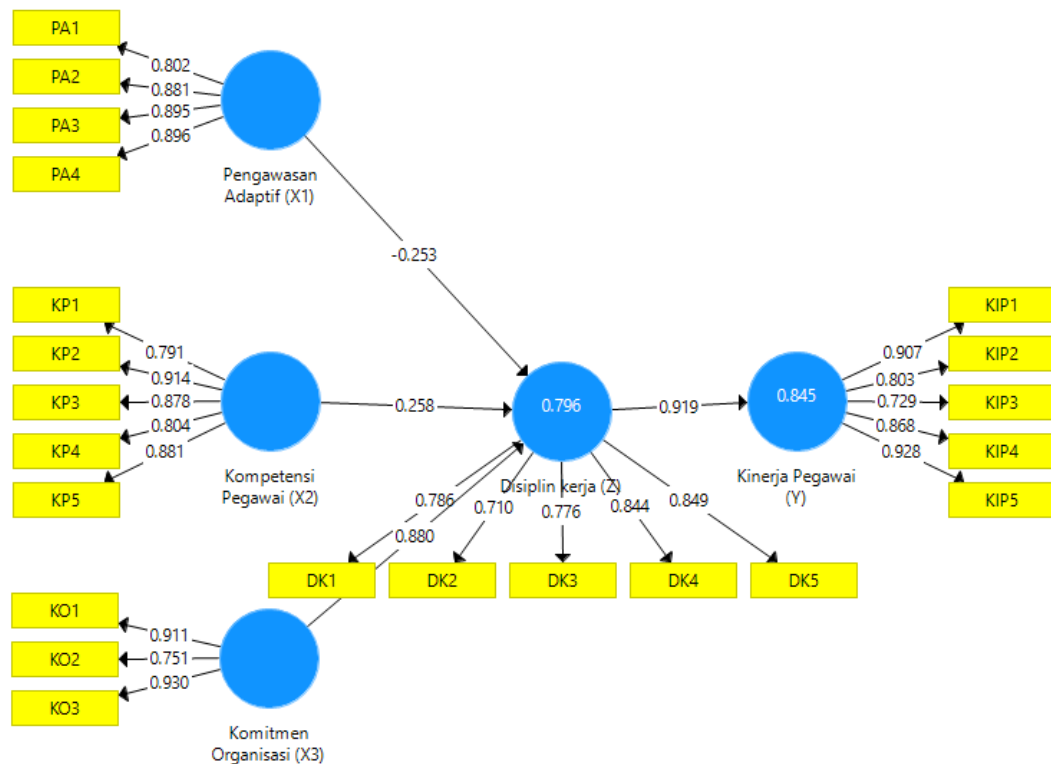 PA1
0.802
PA2
0.881
PA3
0.895
0.896
PA4
Pengawasan
Adaptif (X1)
-0.253
KP1
0.791
KP2
0.914
KP3
0.878
KP4
0.804
0.881
KP5
Kompetensi
Pegawai (X2)
0.258
0.796
Disiplin kerja (Z)
0.919
0.845
Kinerja Pegawai
(Y)
KIP1
0.907
KIP2
0.803
KIP3
0.729
0.868
KIP4
0.928
KIP5
0.786
0.710
0.776
0.844
0.849
0.880
DK1
DK2
DK3
DK4
DK5
KO1
0.911
KO2
0.751
0.930
KO3
Komitmen
Organisasi (X3)